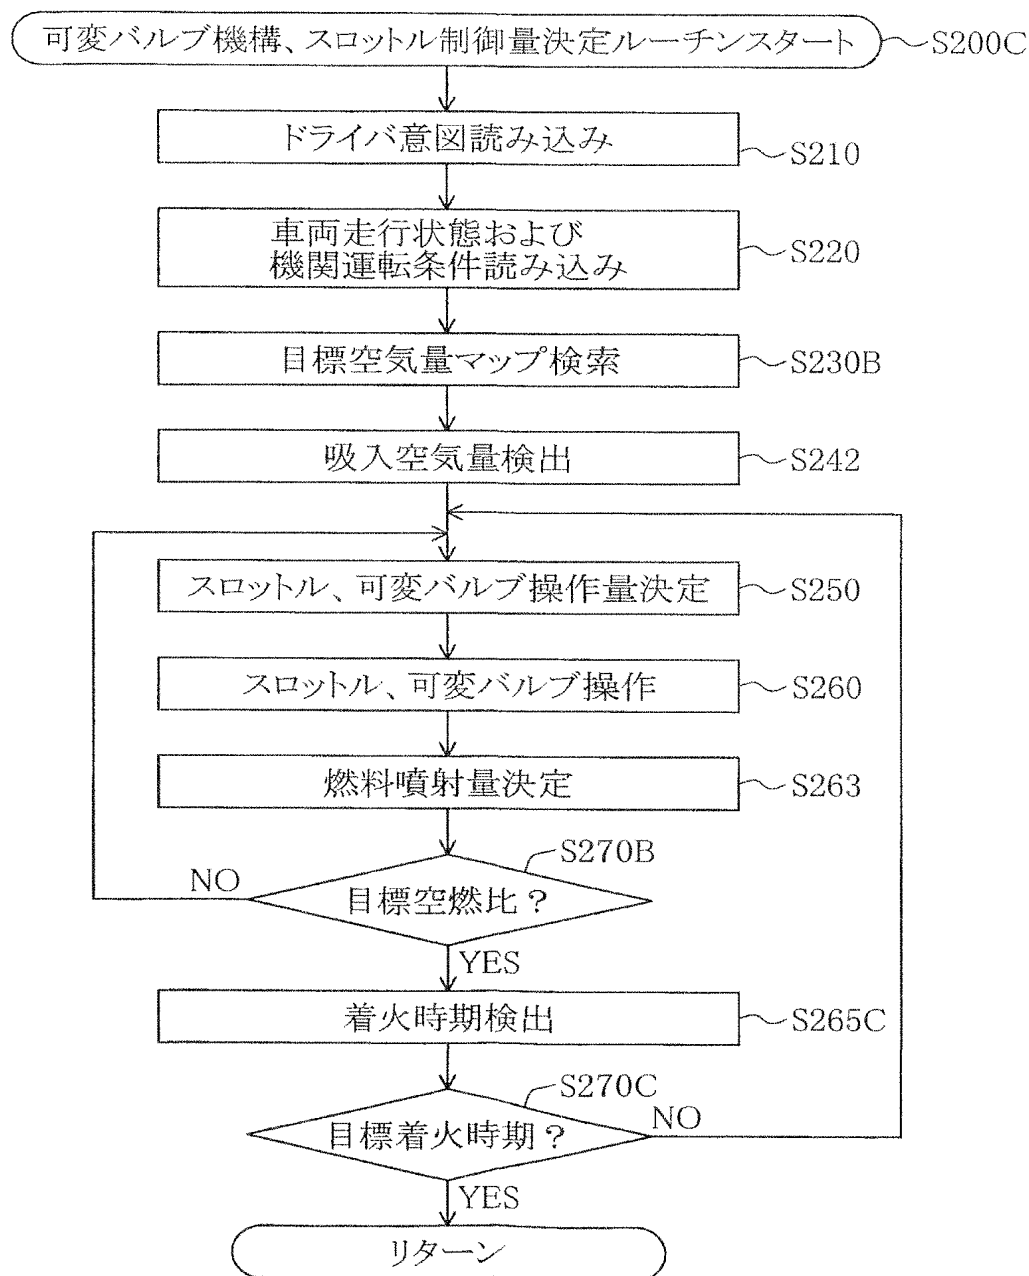 可変バルブ機構、スロットル制御量決定ルーチンスタート
S200C
ドライバ意図読み込み
S210
車両走行状態および
機関運転条件読み込み
S220
目標空気量マップ検索
S230B
吸入空気量検出
S242
スロットル、可変バルブ操作量決定
S250
スロットル、可変バルブ操作
S260
燃料噴射量決定
S263
S270B
NO
目標空燃比？
YES
着火時期検出
S265C
S270C
NO
目標着火時期？
YES
リターン